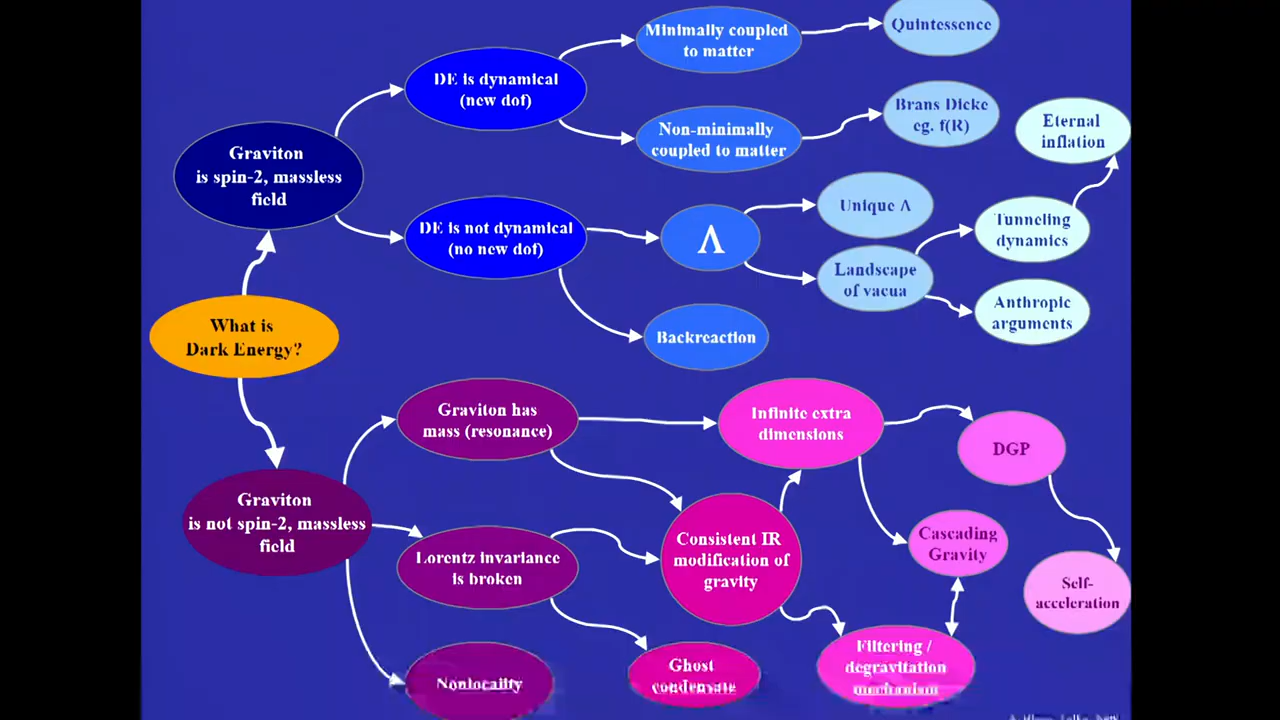 Minimally coupled
to matter
Quintessence
DE is dynamical
(new dof)
Non-minimally
coupled to matter
Brans Dicke
eg. f(R)
Eternal
inflation
Graviton
is spin-2, massless
field
DE is not dynamical
(no new dof)
Λ
Unique Λ
Landscape
of vacua
Tunneling
dynamics
Anthropic
arguments
Backreaction
What is
Dark Energy?
Graviton has
mass (resonance)
Infinite extra
dimensions
DGP
Graviton
is not spin-2, massless
field
Lorentz invariance
is broken
Consistent IR
modification of
gravity
Cascading
Gravity
Self-
acceleration
Nonlocality
Ghost
condensate
Filtering /
degravitation
mechanism